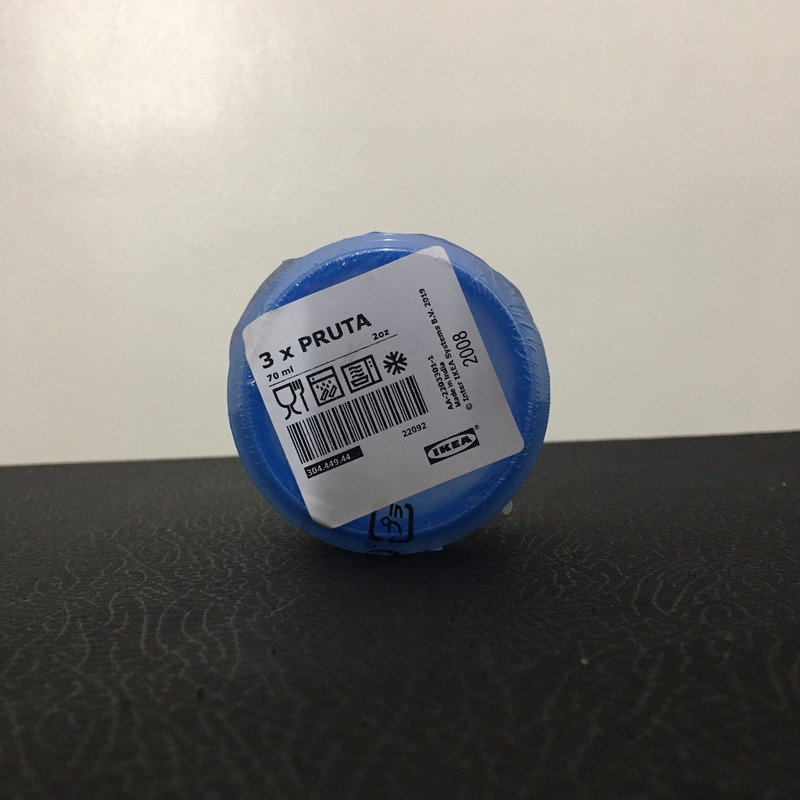 3 x PRUTA
70 ml
2oz
22092
304.449.44
IKEA®
AA-2203301-1
Made in India
© Inter IKEA Systems B.V. 2019
2008